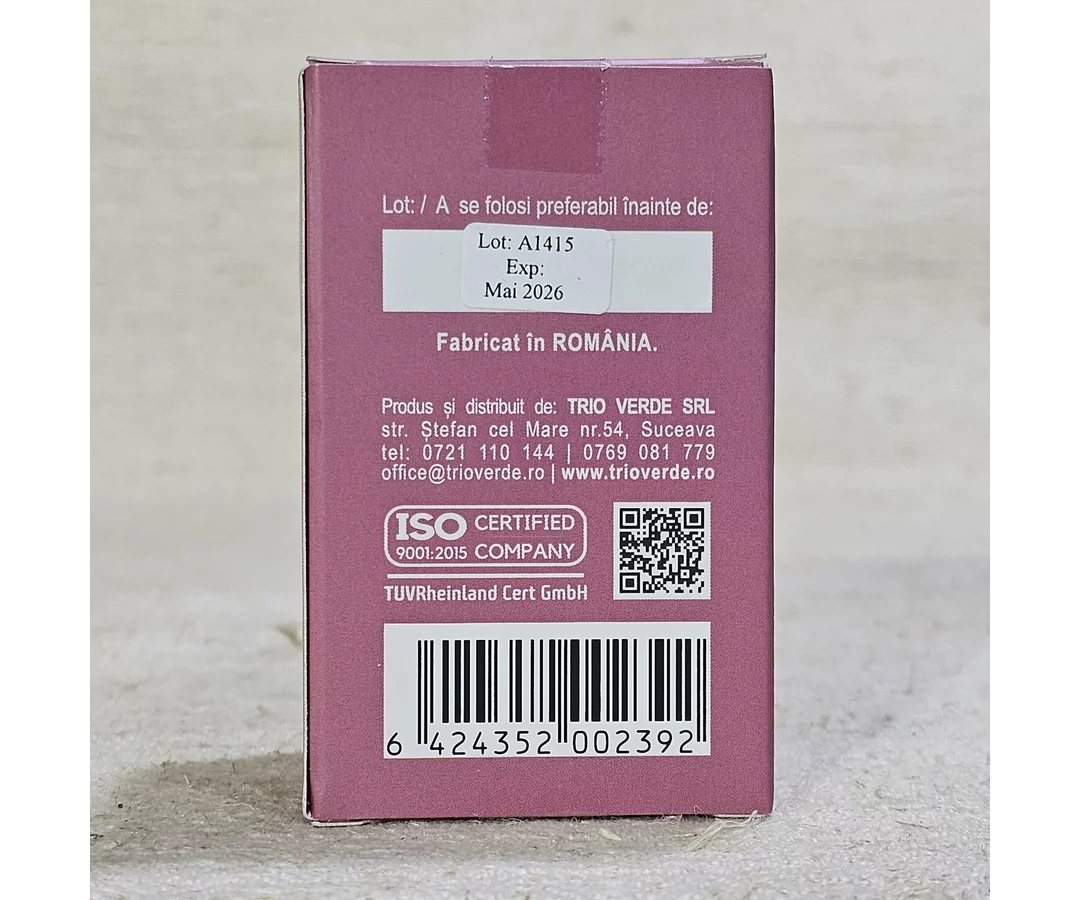 Lot: / A se folosi preferabil înainte de:
Lot: A1415
Exp:
Mai 2026
Fabricat în ROMÂNIA.
Produs și distribuit de: TRIO VERDE SRL
str. Ștefan cel Mare nr.54, Suceava
tel: 0721 110 144 | 0769 081 779
office@trioverde.ro | www.trioverde.ro
ISO CERTIFIED
9001:2015 COMPANY
TUVRheinland Cert GmbH
6 424352 002392